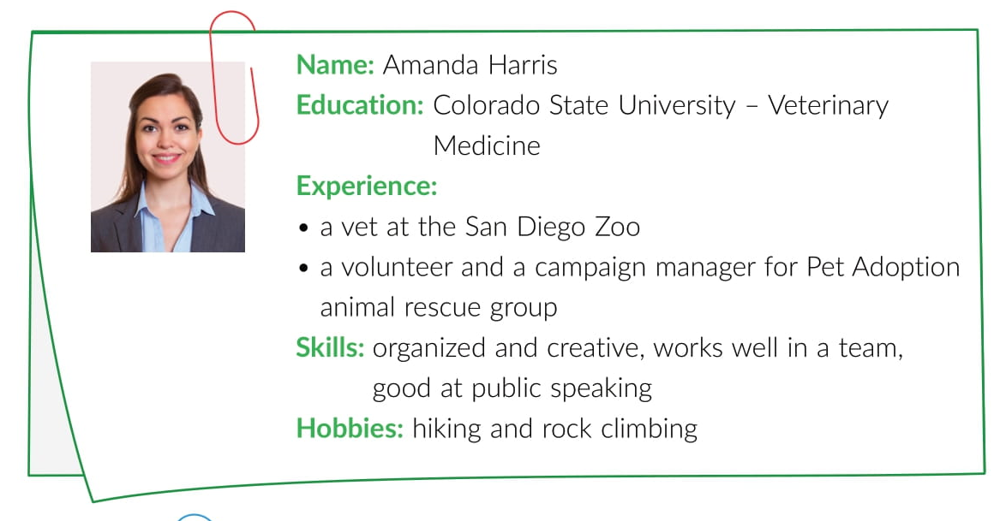 Name: Amanda Harris
Education: Colorado State University – Veterinary
Medicine
Experience:
• a vet at the San Diego Zoo
• a volunteer and a campaign manager for Pet Adoption
animal rescue group
Skills: organized and creative, works well in a team,
good at public speaking
Hobbies: hiking and rock climbing